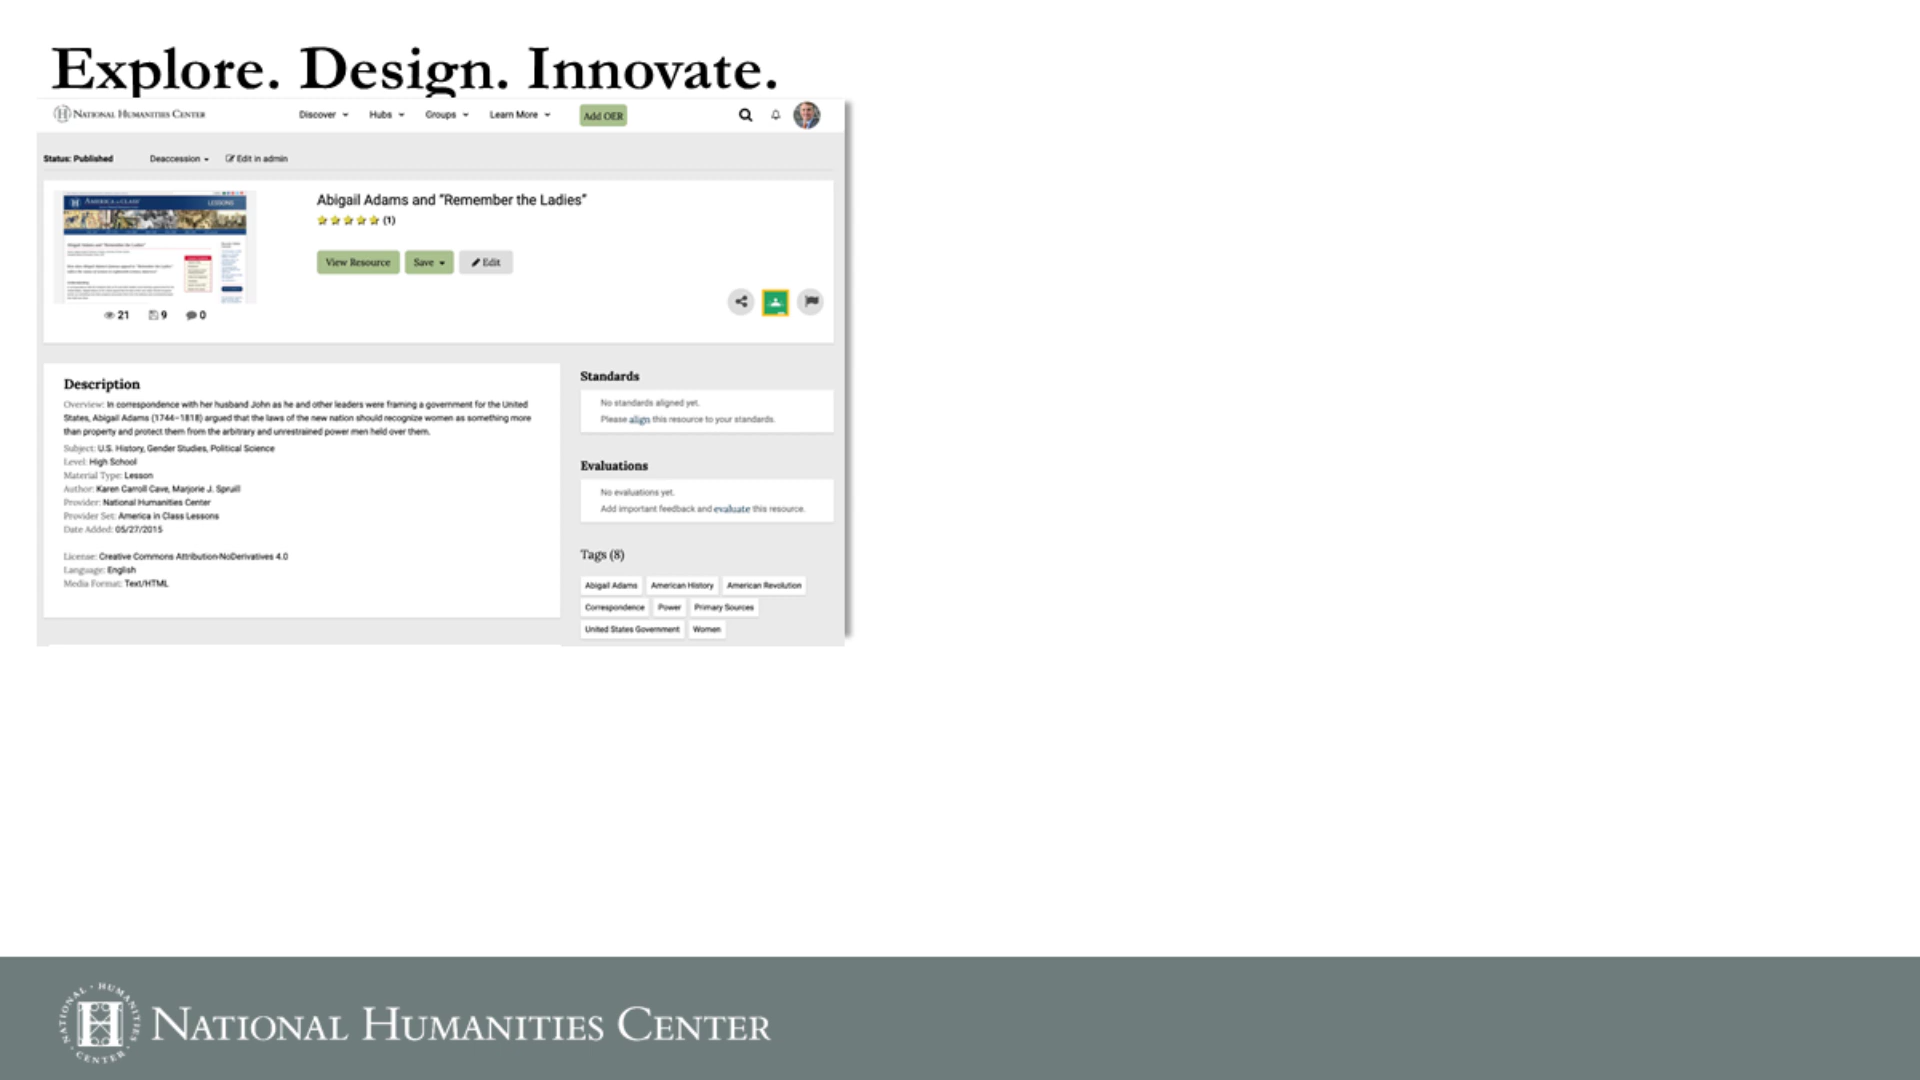 Explore. Design. Innovate.
NATIONAL HUMANITIES CENTER
Discover Hubs Groups Learn More Add OER
Status: Published Deaccession Edit in admin
AMERICA in CLASS LESSONS
Abigail Adams and “Remember the Ladies”
(1)
View Resource Save Edit
21 9 0
Description
Overview: In correspondence with her husband John as he and other leaders were framing a government for the United
States, Abigail Adams (1744–1818) argued that the laws of the new nation should recognize women as something more
than property and protect them from the arbitrary and unrestrained power men held over them.
Subject: U.S. History, Gender Studies, Political Science
Level: High School
Material Type: Lesson
Author: Karen Carroll Cave, Marjorie J. Spruill
Provider: National Humanities Center
Provider Set: America in Class Lessons
Date Added: 05/27/2015
License: Creative Commons Attribution-NoDerivatives 4.0
Language: English
Media Format: Text/HTML
Standards
No standards aligned yet.
Please align this resource to your standards.
Evaluations
No evaluations yet.
Add important feedback and evaluate this resource.
Tags (8)
Abigail Adams American History American Revolution
Correspondence Power Primary Sources
United States Government Women
NATIONAL · HUMANITIES · CENTER ·
NATIONAL HUMANITIES CENTER